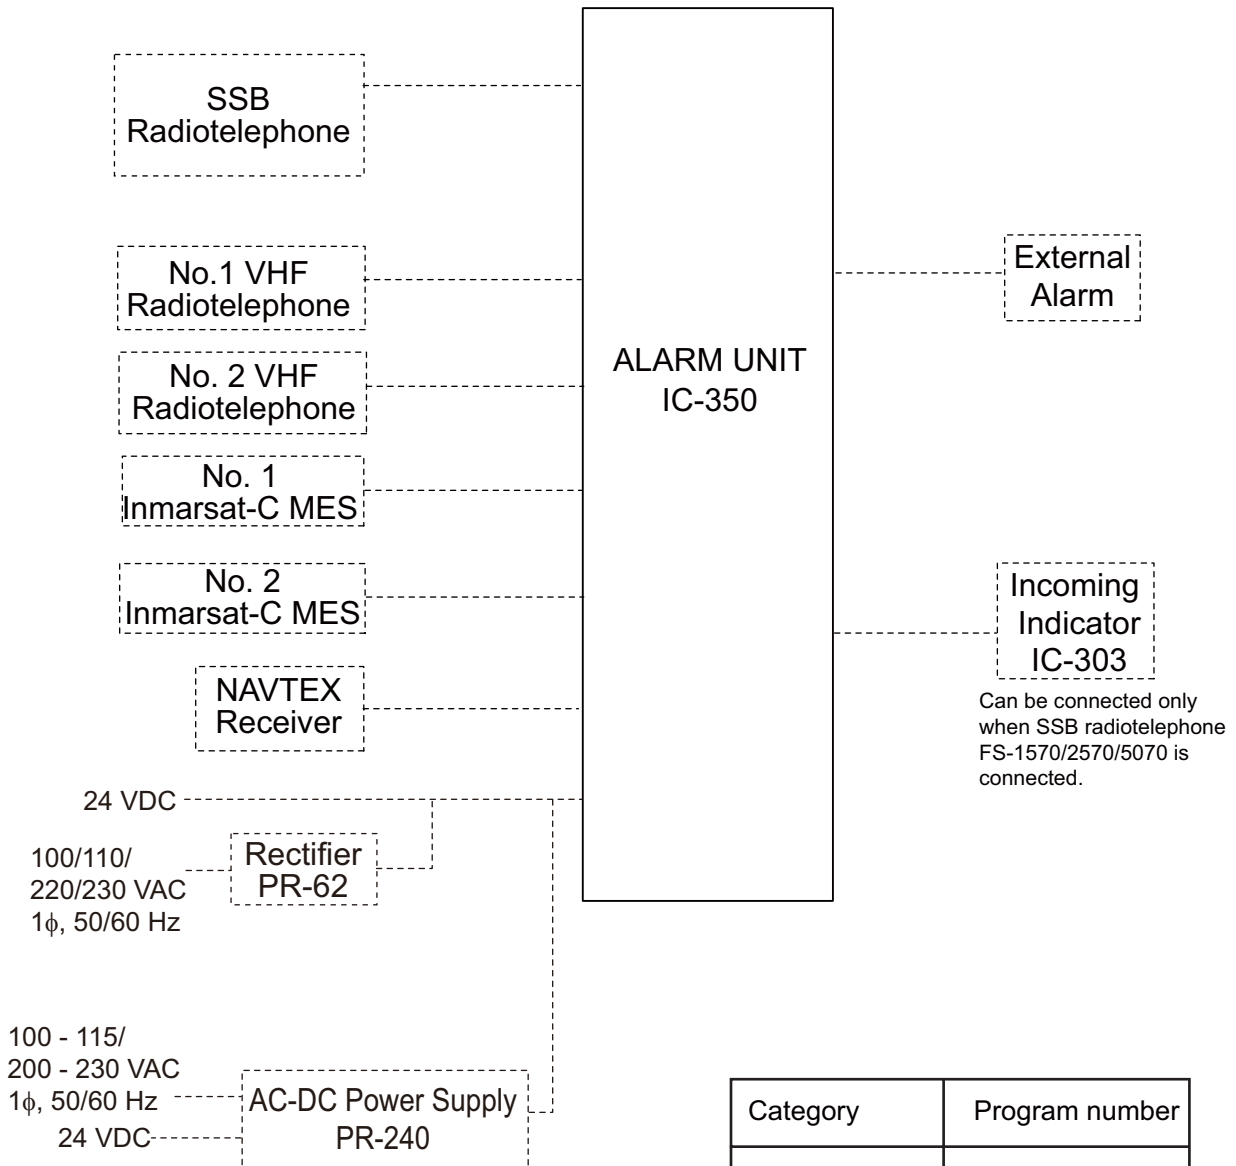 SSB
Radiotelephone
No.1 VHF
Radiotelephone
No. 2 VHF
Radiotelephone
No. 1
Inmarsat-C MES
No. 2
Inmarsat-C MES
NAVTEX
Receiver
24 VDC
100/110/
220/230 VAC
1ϕ, 50/60 Hz
Rectifier
PR-62
100 - 115/
200 - 230 VAC
1ϕ, 50/60 Hz
24 VDC
AC-DC Power Supply
PR-240
ALARM UNIT
IC-350
External
Alarm
Incoming
Indicator
IC-303
Can be connected only
when SSB radiotelephone
FS-1570/2570/5070 is
connected.
Category
Program number